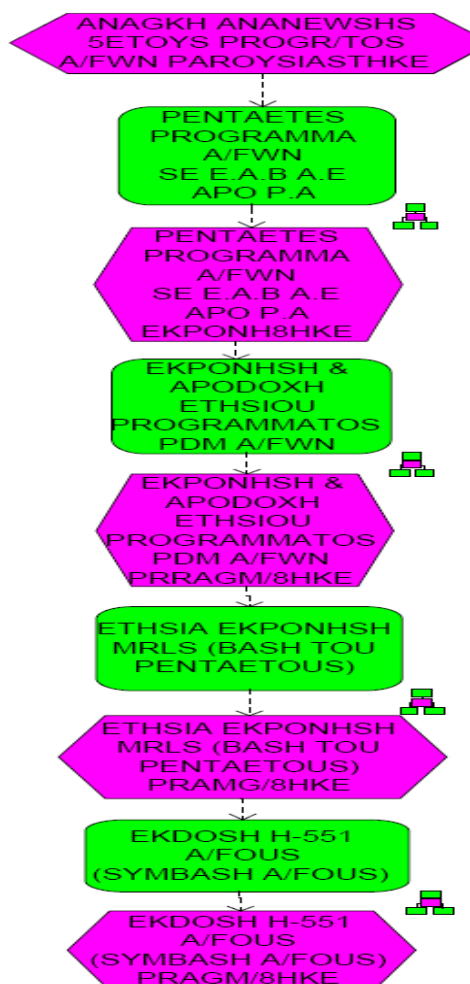 ANAGKH ANANEWSHS
5ETOYS PROGR/TOS
A/FWN PAROYSIASTHKE
PENTAETES
PROGRAMMA
A/FWN
SE E.A.B A.E
APO P.A
PENTAETES
PROGRAMMA
A/FWN
SE E.A.B A.E
APO P.A
EKPONH8HKE
EKPONHSH &
APODOXH
ETHSIOU
PROGRAMMATOS
PDM A/FWN
EKPONHSH &
APODOXH
ETHSIOU
PROGRAMMATOS
PDM A/FWN
PRRAGM/8HKE
ETHSIA EKPONHSH
MRLS (BASH TOU
PENTAETOUS)
ETHSIA EKPONHSH
MRLS (BASH TOU
PENTAETOUS)
PRAMG/8HKE
EKDOSH H-551
A/FOUS
(SYMBASH A/FOUS)
EKDOSH H-551
A/FOUS
(SYMBASH A/FOUS)
PRAGM/8HKE